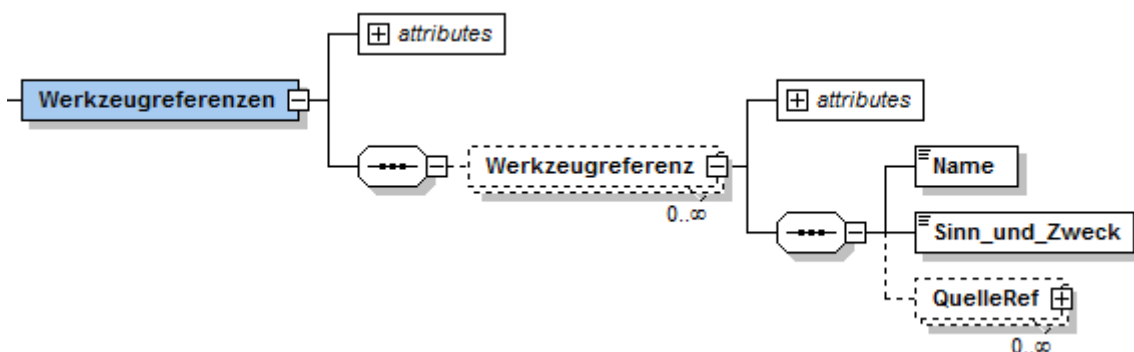 attributes
Werkzeugreferenzen
attributes
Werkzeugreferenz
0..∞
Name
Sinn_und_Zweck
QuelleRef
0..∞